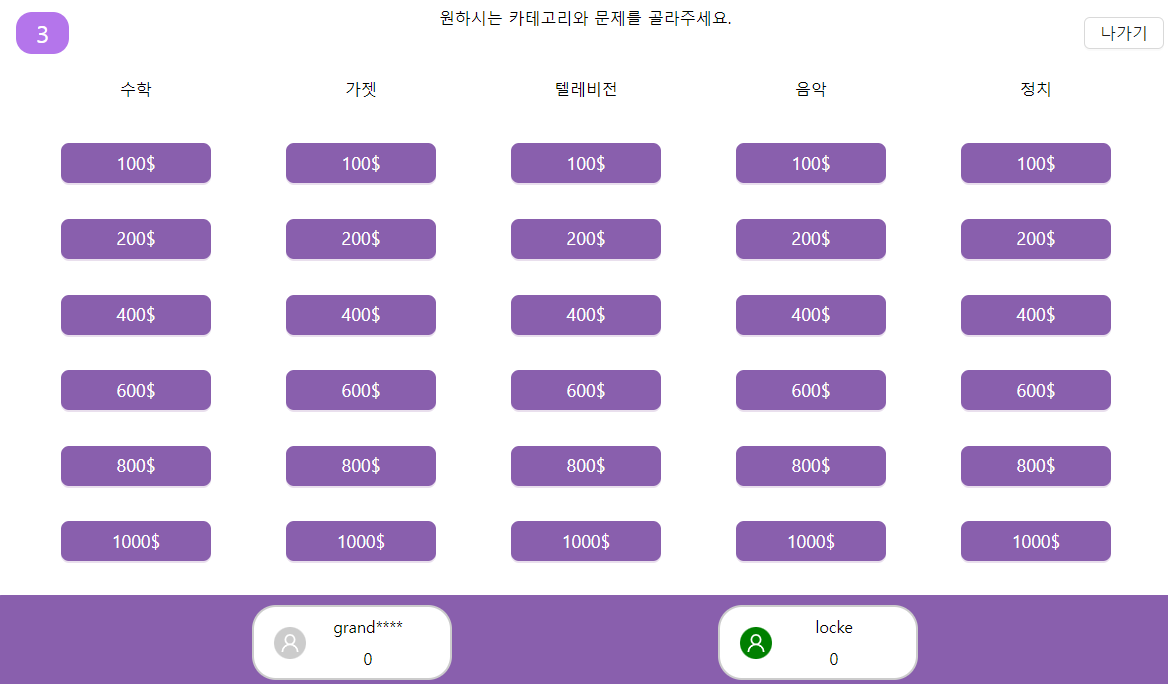 3
원하시는 카테고리와 문제를 골라주세요.
나가기
수학 가젯 텔레비전 음악 정치
100$ 100$ 100$ 100$ 100$
200$ 200$ 200$ 200$ 200$
400$ 400$ 400$ 400$ 400$
600$ 600$ 600$ 600$ 600$
800$ 800$ 800$ 800$ 800$
1000$ 1000$ 1000$ 1000$ 1000$
grand**** locke
0 0